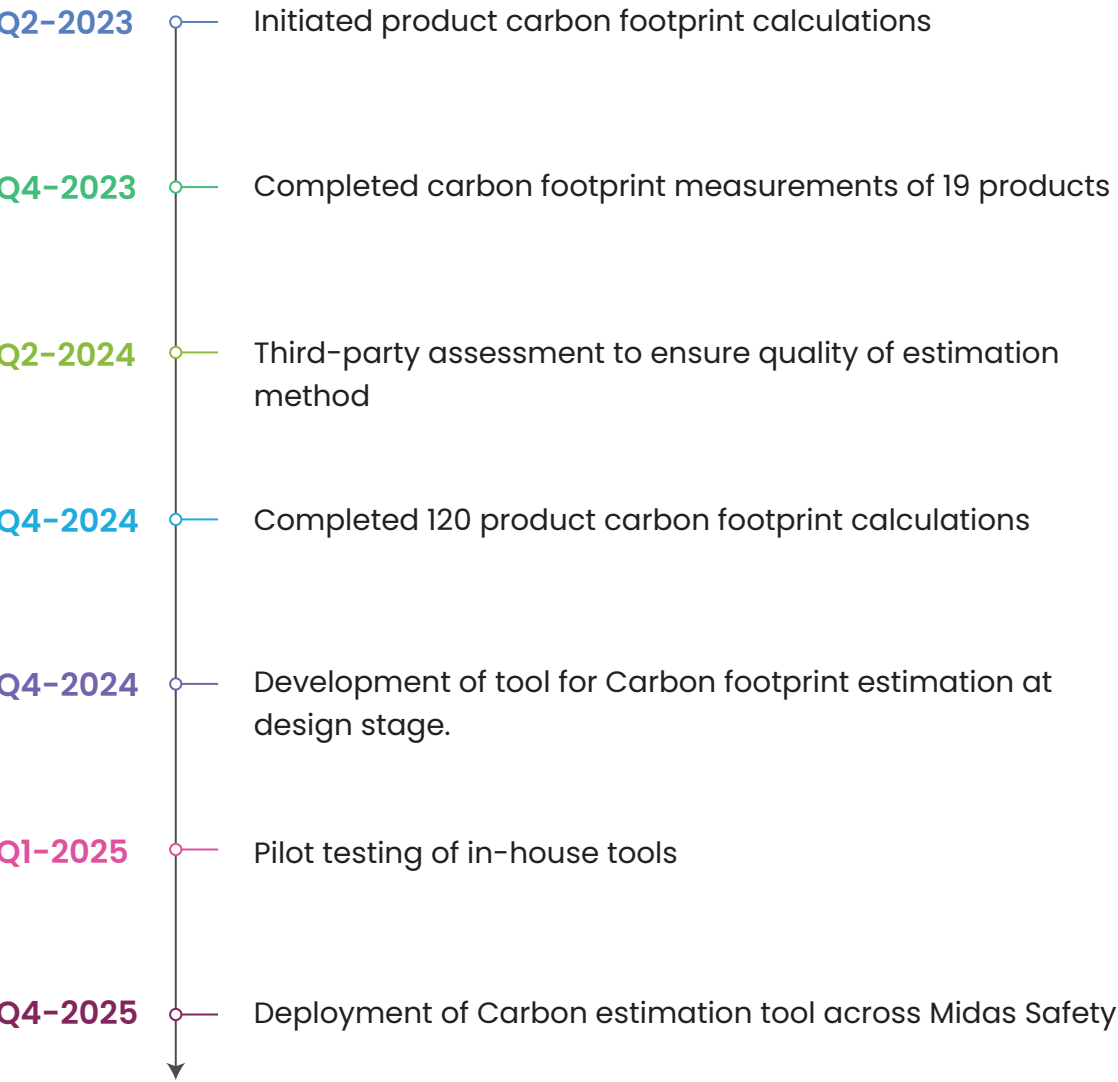 Q2-2023
Initiated product carbon footprint calculations
Q4-2023
Completed carbon footprint measurements of 19 products
Q2-2024
Third-party assessment to ensure quality of estimation
method
Q4-2024
Completed 120 product carbon footprint calculations
Q4-2024
Development of tool for Carbon footprint estimation at
design stage.
Q1-2025
Pilot testing of in-house tools
Q4-2025
Deployment of Carbon estimation tool across Midas Safety